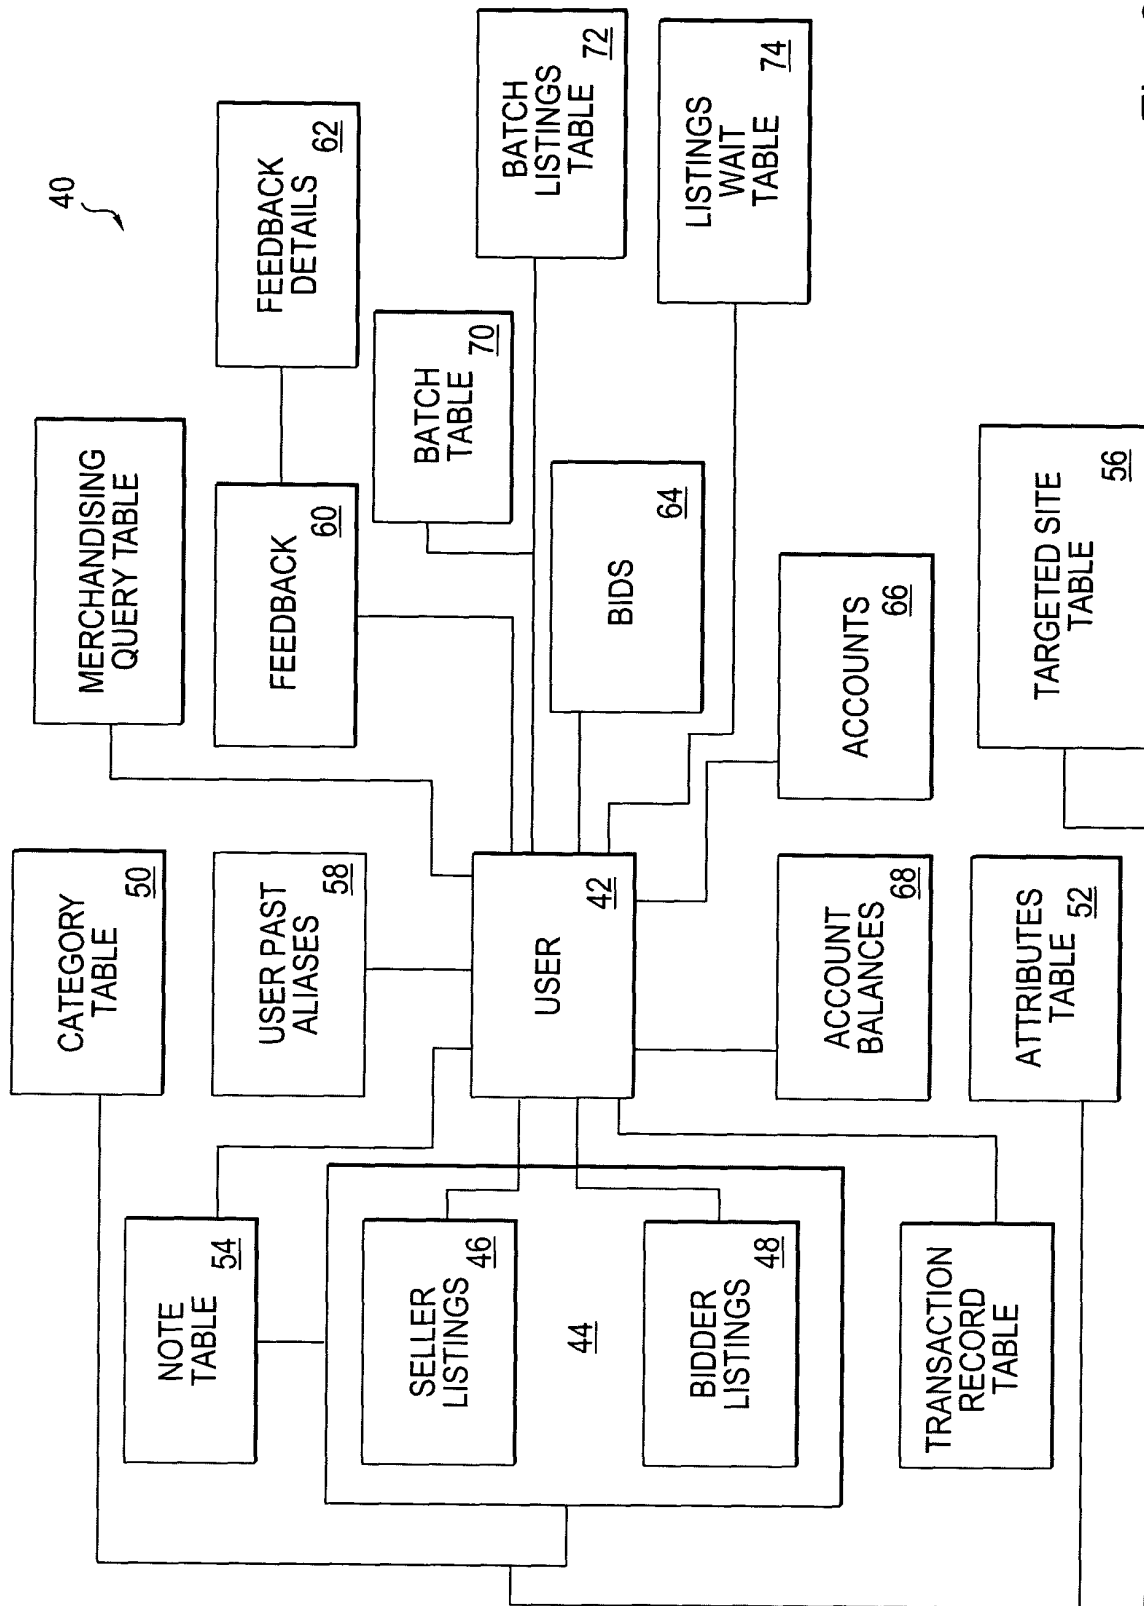 40
CATEGORY
TABLE
50
MERCHANDISING
QUERY TABLE
NOTE
TABLE
54
USER PAST
ALIASES
58
FEEDBACK
60
FEEDBACK
DETAILS
62
SELLER
LISTINGS
46
44
BIDDER
LISTINGS
48
USER
42
BATCH
TABLE
70
BATCH
LISTINGS
TABLE
72
BIDS
64
LISTINGS
WAIT
TABLE
74
TRANSACTION
RECORD
TABLE
ACCOUNT
BALANCES
68
ACCOUNTS
66
ATTRIBUTES
TABLE
52
TARGETED SITE
TABLE
56